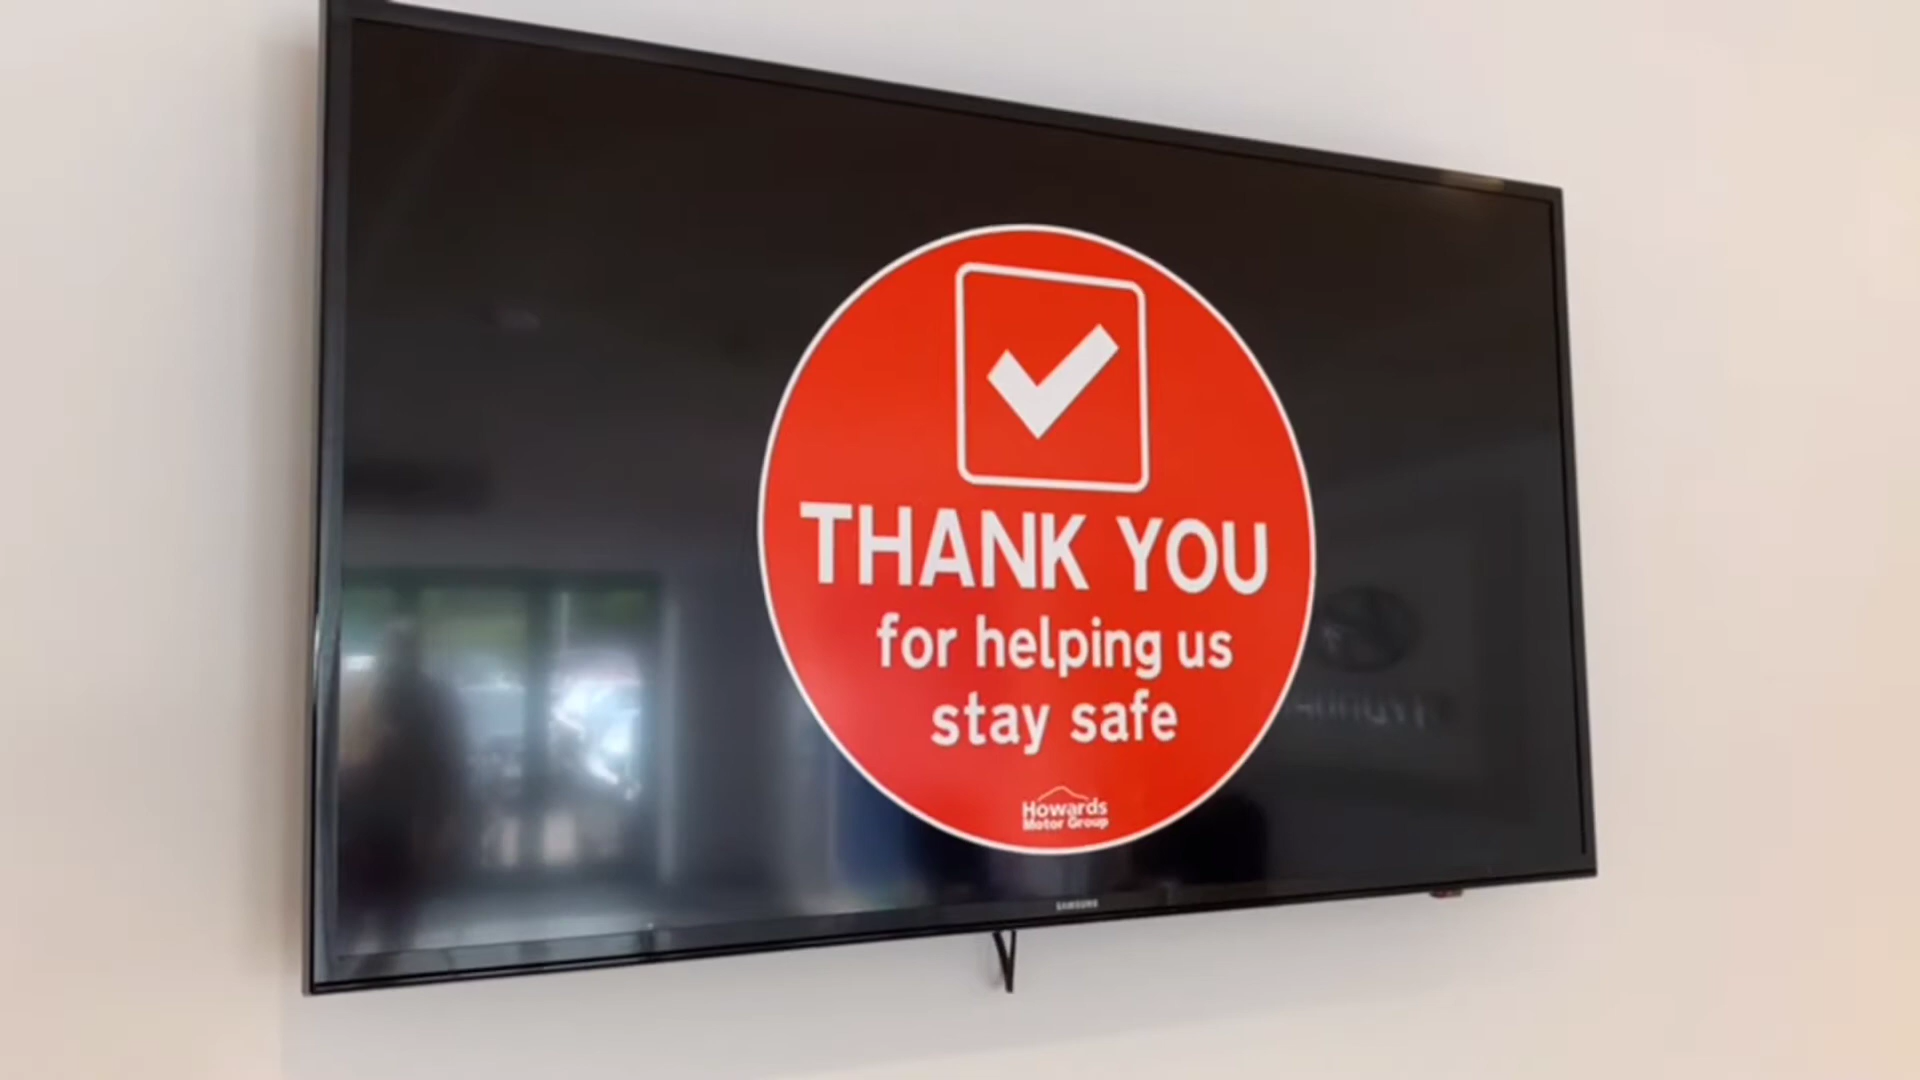 THANK YOU
for helping us
stay safe
Howards
Motor Group
SAMSUNG